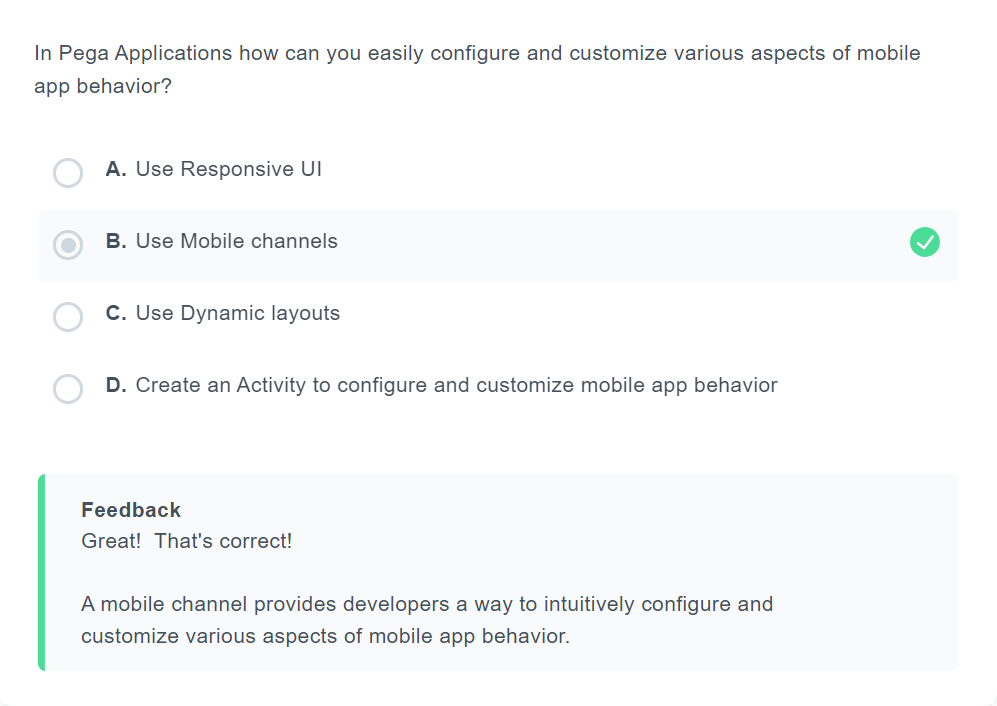 In Pega Applications how can you easily configure and customize various aspects of mobile
app behavior?
A. Use Responsive UI
B. Use Mobile channels
C. Use Dynamic layouts
D. Create an Activity to configure and customize mobile app behavior
Feedback
Great!  That's correct!
A mobile channel provides developers a way to intuitively configure and
customize various aspects of mobile app behavior.